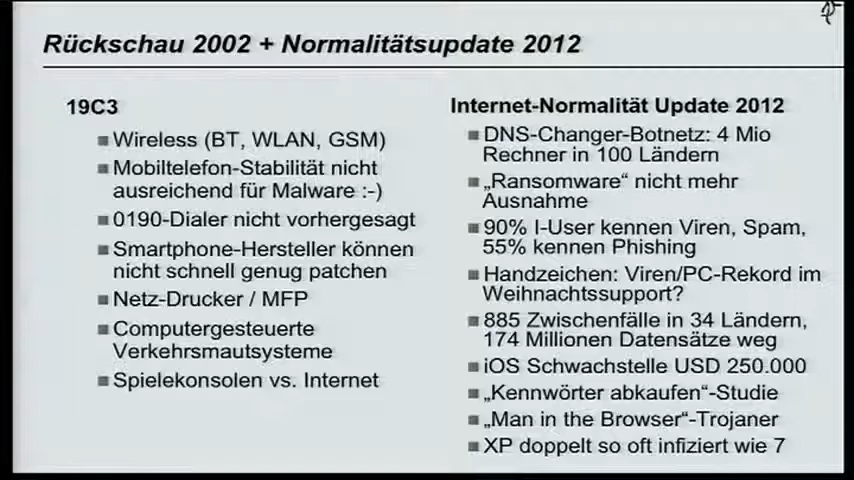 Rückschau 2002 + Normalitätsupdate 2012
19C3
Wireless (BT, WLAN, GSM)
Mobiltelefon-Stabilität nicht
ausreichend für Malware :-)
0190-Dialer nicht vorhergesagt
Smartphone-Hersteller können
nicht schnell genug patchen
Netz-Drucker / MFP
Computergesteuerte
Verkehrsmautsysteme
Spielekonsolen vs. Internet
Internet-Normalität Update 2012
DNS-Changer-Botnetz: 4 Mio
Rechner in 100 Ländern
„Ransomware“ nicht mehr
Ausnahme
90% I-User kennen Viren, Spam,
55% kennen Phishing
Handzeichen: Viren/PC-Rekord im
Weihnachtssupport?
885 Zwischenfälle in 34 Ländern,
174 Millionen Datensätze weg
iOS Schwachstelle USD 250.000
„Kennwörter abkaufen“-Studie
„Man in the Browser“-Trojaner
XP doppelt so oft infiziert wie 7